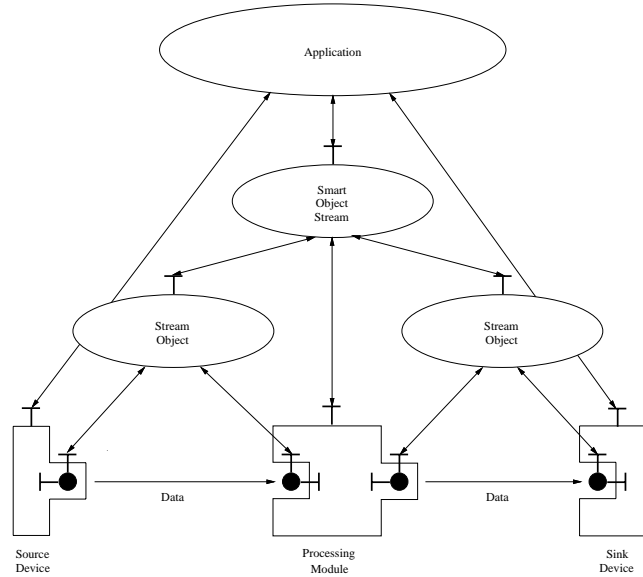 Application
Smart
Object
Stream
Stream
Object
Stream
Object
Data
Data
Source
Device
Processing
Module
Sink
Device